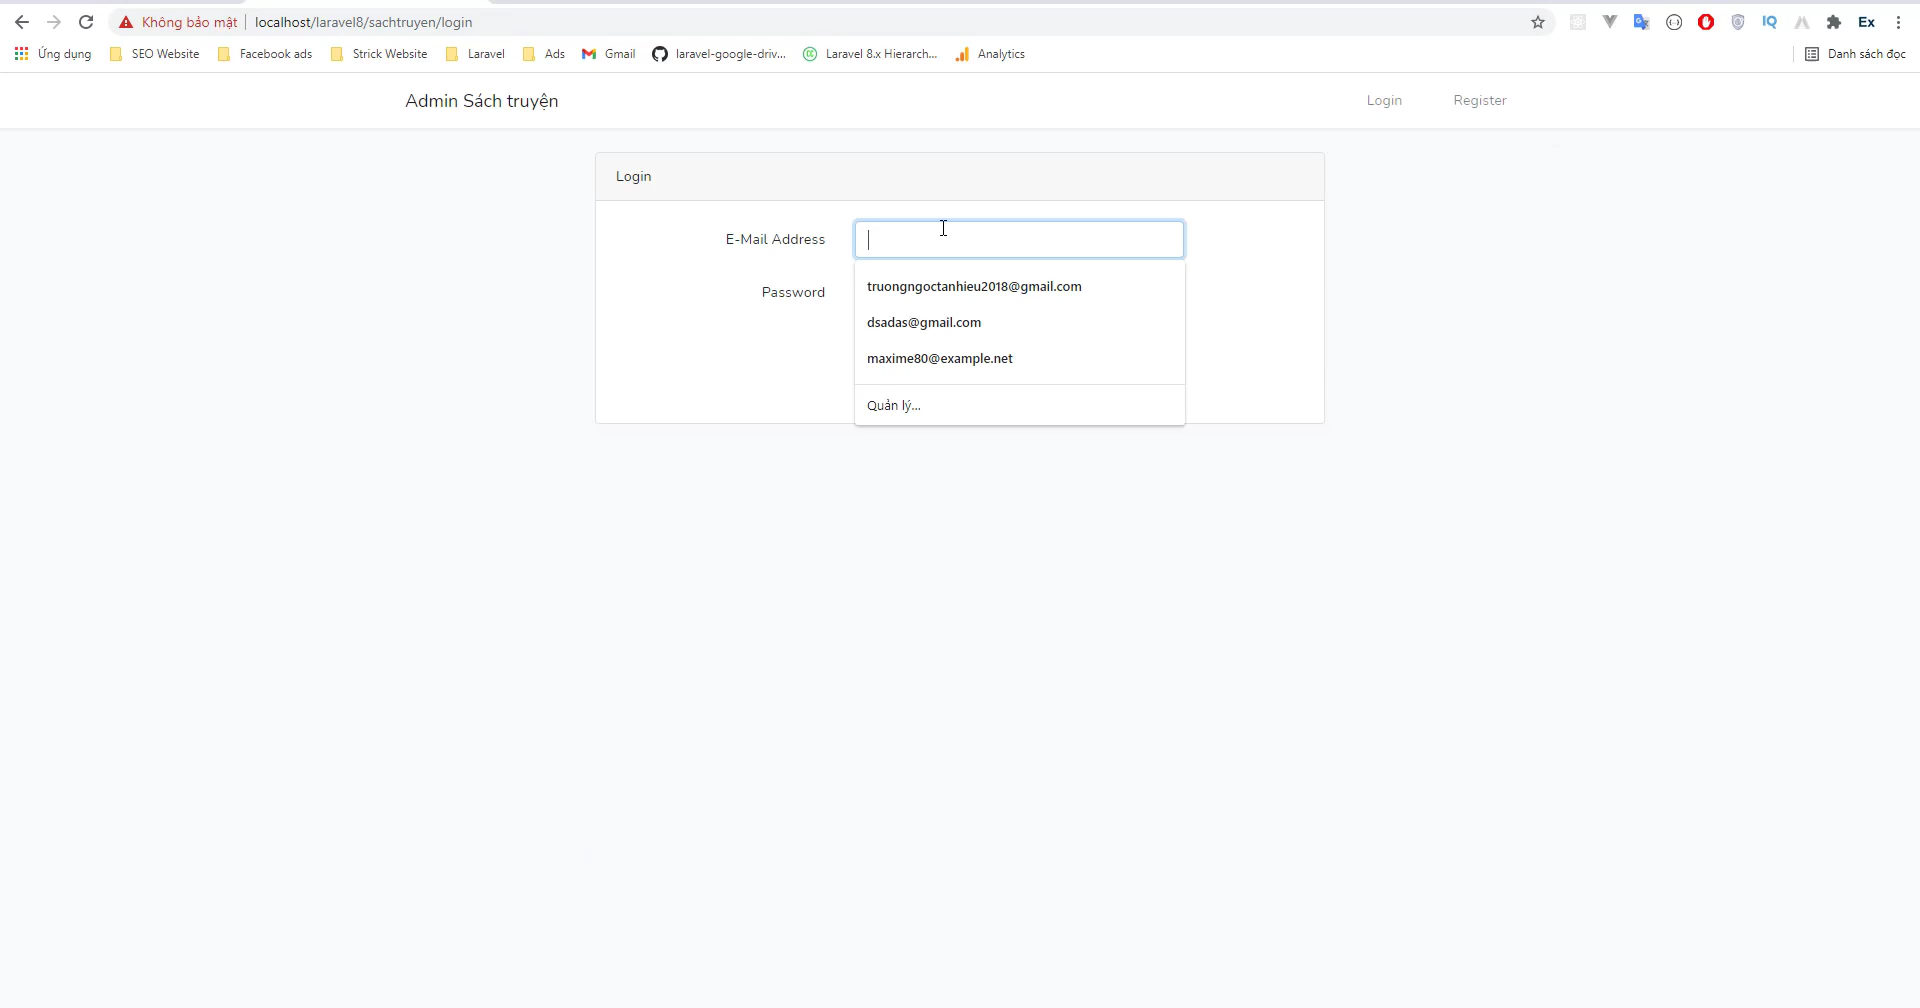 Không bảo mật localhost/laravel8/sachtruyen/login IQ Ex
Ứng dụng SEO Website Facebook ads Strick Website Laravel Ads Gmail laravel-google-driv... Laravel 8.x Hierarch... Analytics Danh sách đọc
Admin Sách truyện Login Register
Login
E-Mail Address
Password
truongngoctanhieu2018@gmail.com
dsadas@gmail.com
maxime80@example.net
Quản lý...